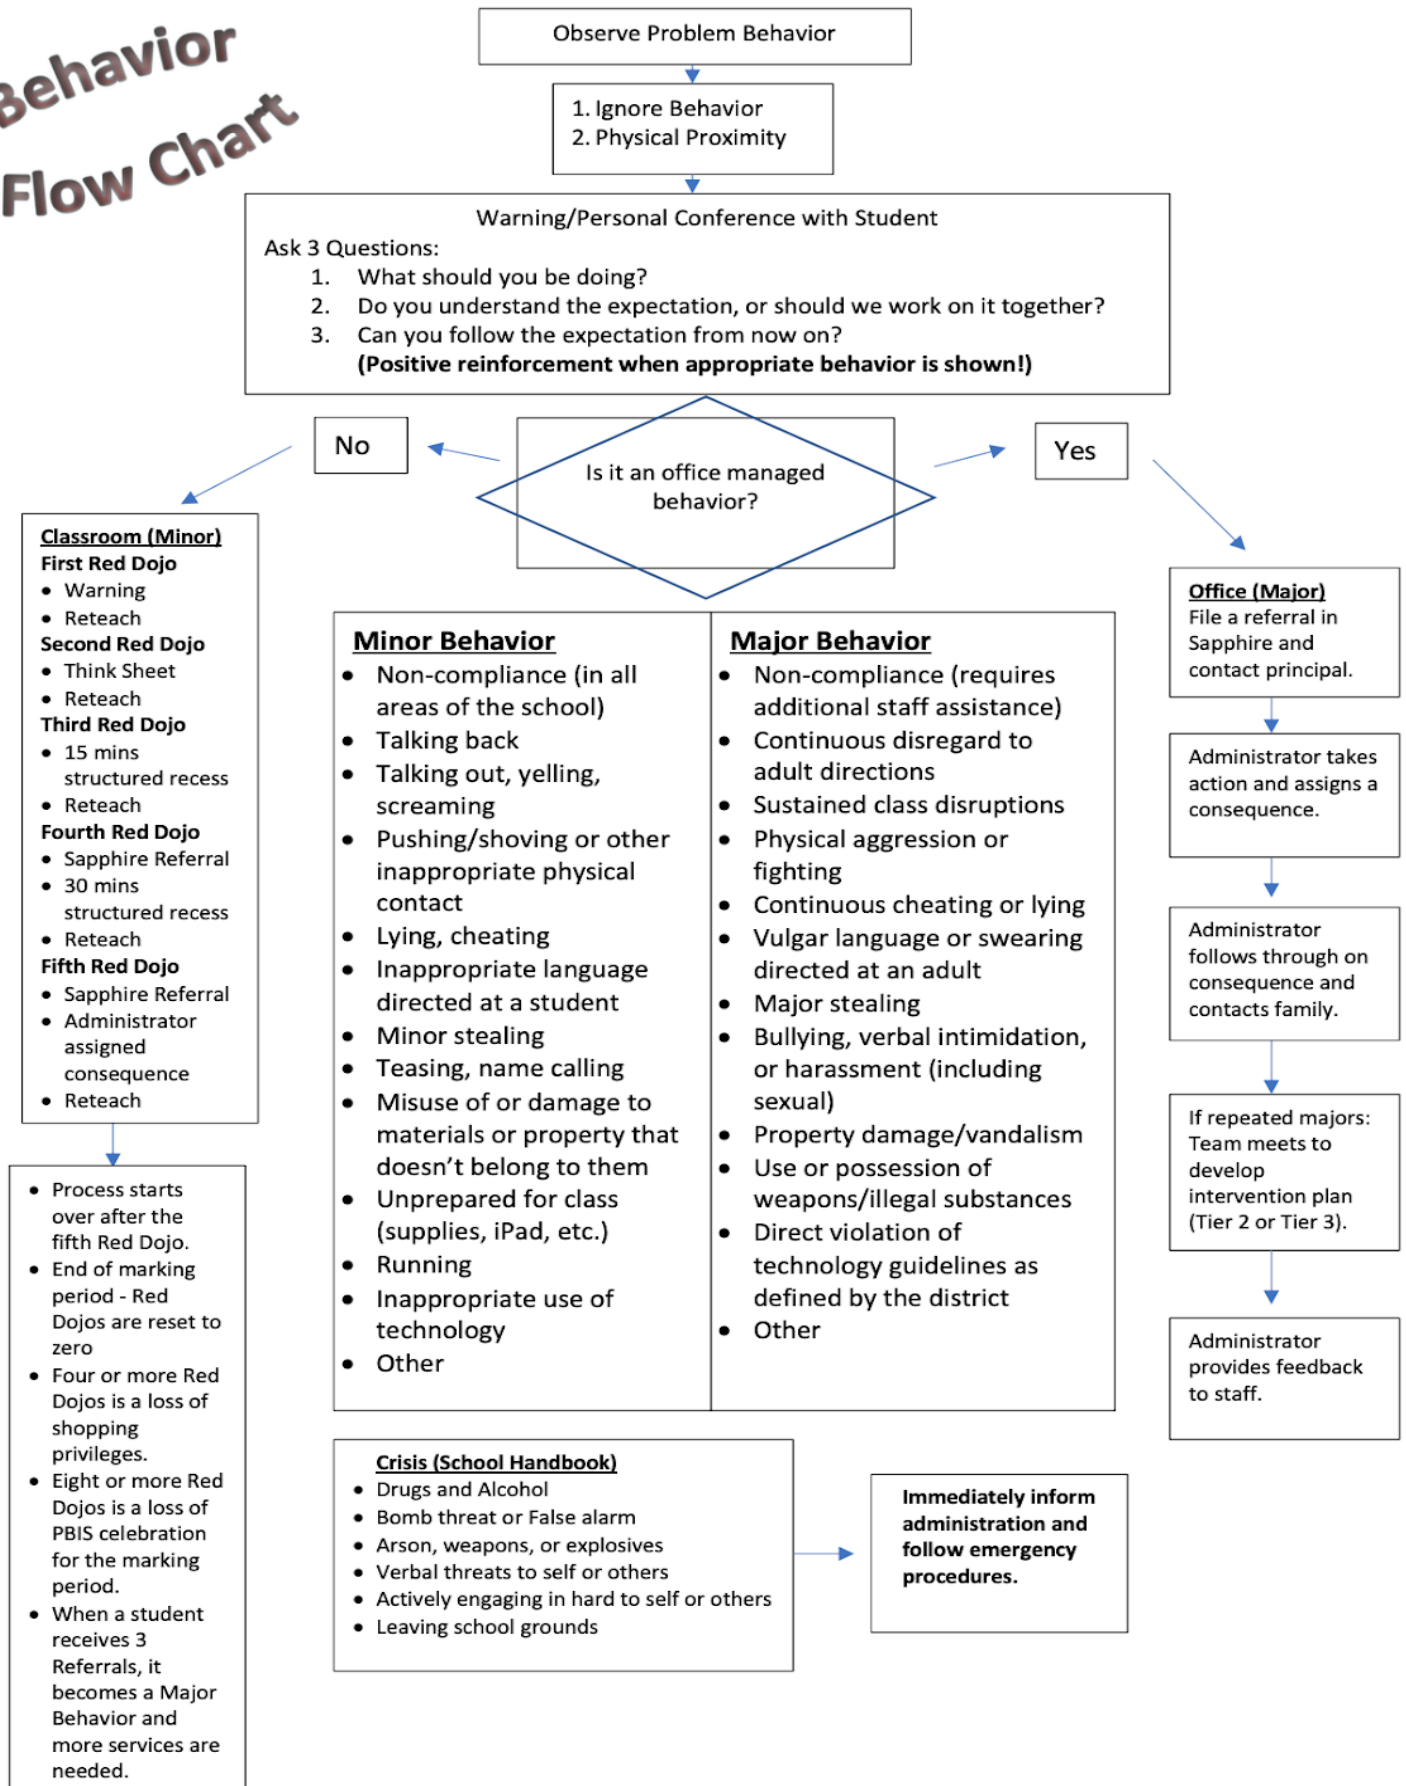 Behavior
Flow Chart
Observe Problem Behavior
1. Ignore Behavior
2. Physical Proximity
Warning/Personal Conference with Student
Ask 3 Questions:
1. What should you be doing?
2. Do you understand the expectation, or should we work on it together?
3. Can you follow the expectation from now on?
(Positive reinforcement when appropriate behavior is shown!)
Is it an office managed
behavior?
No
Yes
Classroom (Minor)
First Red Dojo
• Warning
• Reteach
Second Red Dojo
• Think Sheet
• Reteach
Third Red Dojo
• 15 mins
structured recess
• Reteach
Fourth Red Dojo
• Sapphire Referral
• 30 mins
structured recess
• Reteach
Fifth Red Dojo
• Sapphire Referral
• Administrator
assigned
consequence
• Reteach
• Process starts
over after the
fifth Red Dojo.
• End of marking
period - Red
Dojos are reset to
zero
• Four or more Red
Dojos is a loss of
shopping
privileges.
• Eight or more Red
Dojos is a loss of
PBIS celebration
for the marking
period.
• When a student
receives 3
Referrals, it
becomes a Major
Behavior and
more services are
needed.
Minor Behavior
• Non-compliance (in all
areas of the school)
• Talking back
• Talking out, yelling,
screaming
• Pushing/shoving or other
inappropriate physical
contact
• Lying, cheating
• Inappropriate language
directed at a student
• Minor stealing
• Teasing, name calling
• Misuse of or damage to
materials or property that
doesn't belong to them
• Unprepared for class
(supplies, iPad, etc.)
• Running
• Inappropriate use of
technology
• Other
Major Behavior
• Non-compliance (requires
additional staff assistance)
• Continuous disregard to
adult directions
• Sustained class disruptions
• Physical aggression or
fighting
• Continuous cheating or lying
• Vulgar language or swearing
directed at an adult
• Major stealing
• Bullying, verbal intimidation,
or harassment (including
sexual)
• Property damage/vandalism
• Use or possession of
weapons/illegal substances
• Direct violation of
technology guidelines as
defined by the district
• Other
Office (Major)
File a referral in
Sapphire and
contact principal.
Administrator takes
action and assigns a
consequence.
Administrator
follows through on
consequence and
contacts family.
If repeated majors:
Team meets to
develop
intervention plan
(Tier 2 or Tier 3).
Administrator
provides feedback
to staff.
Crisis (School Handbook)
• Drugs and Alcohol
• Bomb threat or False alarm
• Arson, weapons, or explosives
• Verbal threats to self or others
• Actively engaging in hard to self or others
• Leaving school grounds
Immediately inform
administration and
follow emergency
procedures.